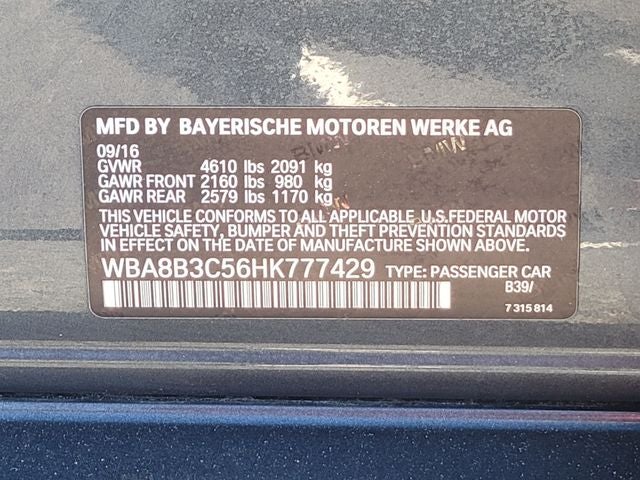 MFD BY BAYERISCHE MOTOREN WERKE AG
09/16
GVWR 4610 lbs 2091 kg
GAWR FRONT 2160 lbs 980 kg
GAWR REAR 2579 lbs 1170 kg
THIS VEHICLE CONFORMS TO ALL APPLICABLE U.S.FEDERAL MOTOR
VEHICLE SAFETY, BUMPER AND THEFT PREVENTION STANDARDS
IN EFFECT ON THE DATE OF MANUFACTURE SHOWN ABOVE.
WBA8B3C56HK777429 TYPE: PASSENGER CAR
B39/
7 315 814